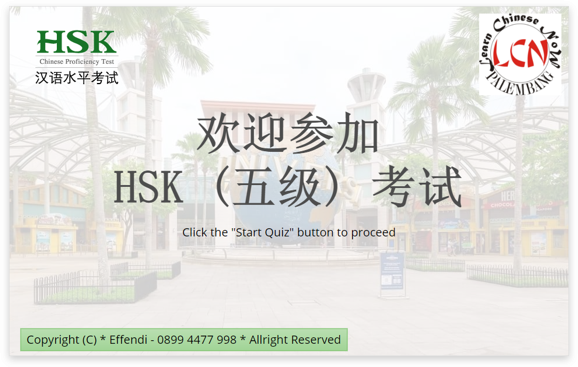 HSK
Chinese Proficiency Test
汉语水平考试
Learn Chinese Now
LCN
PALEMBANG
欢迎参加
HSK（五级）考试
Click the "Start Quiz" button to proceed
Copyright (C) * Effendi - 0899 4477 998 * Allright Reserved